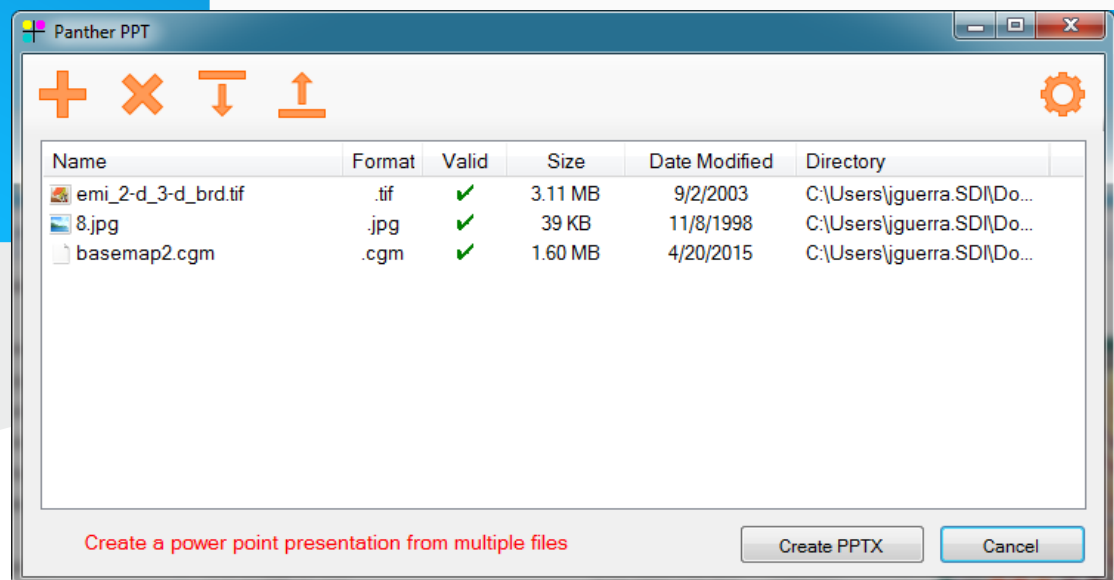 Panther PPT
Name Format Valid Size Date Modified Directory
emi_2-d_3-d_brd.tif .tif 3.11 MB 9/2/2003 C:\Users\jguerra.SDI\Do...
8.jpg .jpg 39 KB 11/8/1998 C:\Users\jguerra.SDI\Do...
basemap2.cgm .cgm 1.60 MB 4/20/2015 C:\Users\jguerra.SDI\Do...
Create a power point presentation from multiple files Create PPTX Cancel